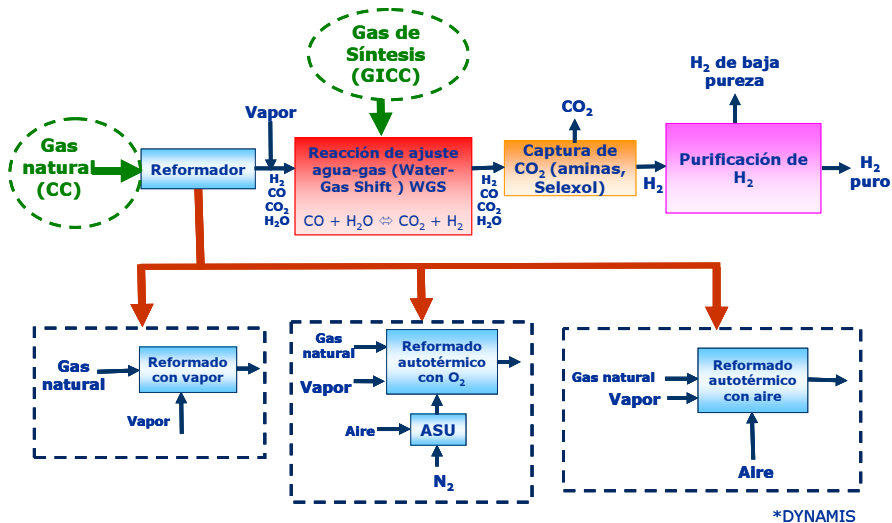 Gas de
Síntesis
(GICC)
H₂ de baja
pureza
Vapor
CO₂
Gas
natural
(CC)
Reformador
Reacción de ajuste
agua-gas (Water-
Gas Shift ) WGS
CO + H₂O ⇔ CO₂ + H₂
Captura de
CO₂ (aminas,
Selexol)
Purificación de
H₂
H₂
CO
CO₂
H₂O
H₂
CO
CO₂
H₂O
H₂
H₂
puro
Gas
natural
Reformado
con vapor
Vapor
Gas
natural
Vapor
Reformado
autotérmico
con O₂
Aire
ASU
N₂
Gas natural
Vapor
Reformado
autotérmico
con aire
Aire
*DYNAMIS